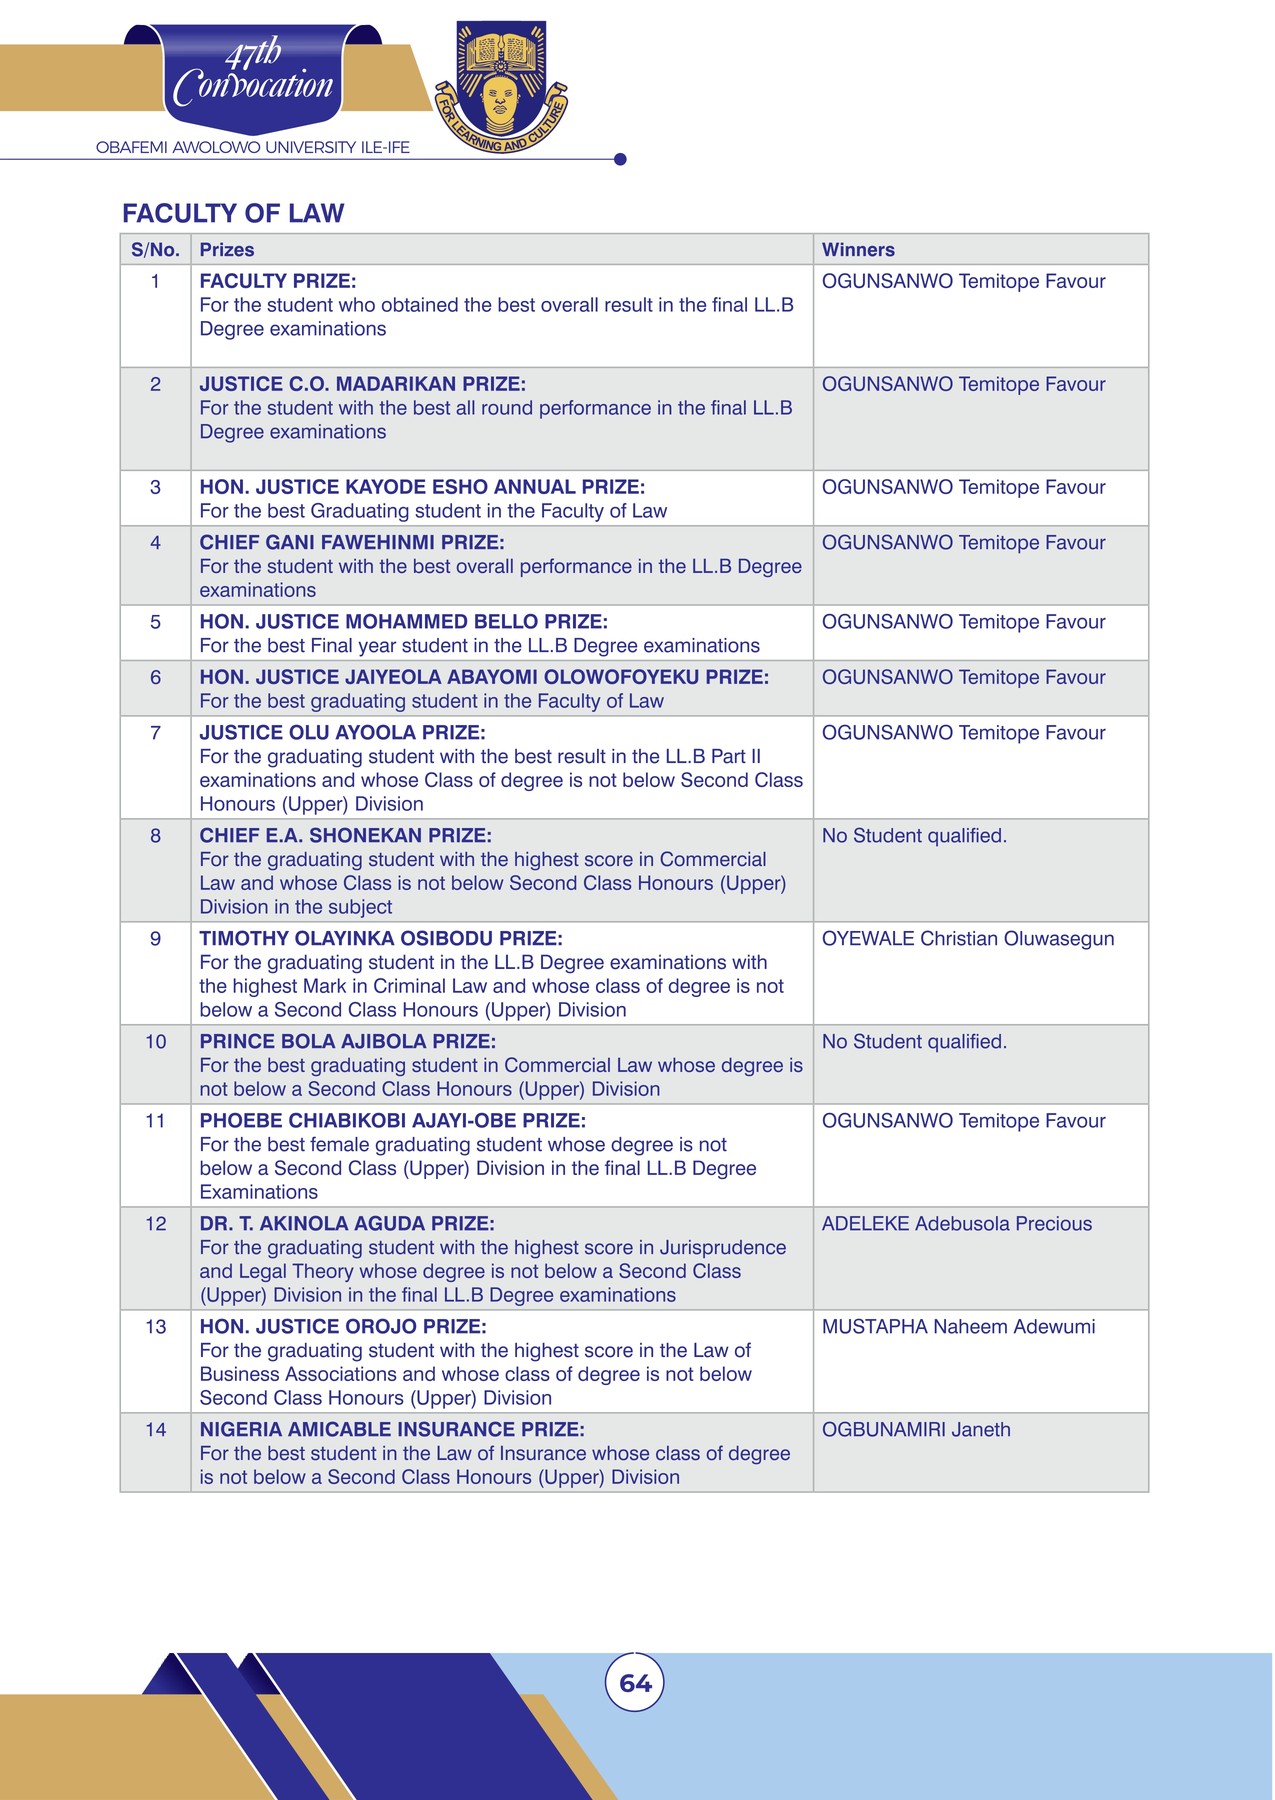 47th
Convocation
FOR LEARNING AND CULTURE
OBAFEMI AWOLOWO UNIVERSITY ILE-IFE
FACULTY OF LAW
S/No. Prizes Winners
1 FACULTY PRIZE: OGUNSANWO Temitope Favour
For the student who obtained the best overall result in the final LL.B
Degree examinations
2 JUSTICE C.O. MADARIKAN PRIZE: OGUNSANWO Temitope Favour
For the student with the best all round performance in the final LL.B
Degree examinations
3 HON. JUSTICE KAYODE ESHO ANNUAL PRIZE: OGUNSANWO Temitope Favour
For the best Graduating student in the Faculty of Law
4 CHIEF GANI FAWEHINMI PRIZE: OGUNSANWO Temitope Favour
For the student with the best overall performance in the LL.B Degree
examinations
5 HON. JUSTICE MOHAMMED BELLO PRIZE: OGUNSANWO Temitope Favour
For the best Final year student in the LL.B Degree examinations
6 HON. JUSTICE JAIYEOLA ABAYOMI OLOWOFOYEKU PRIZE: OGUNSANWO Temitope Favour
For the best graduating student in the Faculty of Law
7 JUSTICE OLU AYOOLA PRIZE: OGUNSANWO Temitope Favour
For the graduating student with the best result in the LL.B Part II
examinations and whose Class of degree is not below Second Class
Honours (Upper) Division
8 CHIEF E.A. SHONEKAN PRIZE: No Student qualified.
For the graduating student with the highest score in Commercial
Law and whose Class is not below Second Class Honours (Upper)
Division in the subject
9 TIMOTHY OLAYINKA OSIBODU PRIZE: OYEWALE Christian Oluwasegun
For the graduating student in the LL.B Degree examinations with
the highest Mark in Criminal Law and whose class of degree is not
below a Second Class Honours (Upper) Division
10 PRINCE BOLA AJIBOLA PRIZE: No Student qualified.
For the best graduating student in Commercial Law whose degree is
not below a Second Class Honours (Upper) Division
11 PHOEBE CHIABIKOBI AJAYI-OBE PRIZE: OGUNSANWO Temitope Favour
For the best female graduating student whose degree is not
below a Second Class (Upper) Division in the final LL.B Degree
Examinations
12 DR. T. AKINOLA AGUDA PRIZE: ADELEKE Adebusola Precious
For the graduating student with the highest score in Jurisprudence
and Legal Theory whose degree is not below a Second Class
(Upper) Division in the final LL.B Degree examinations
13 HON. JUSTICE OROJO PRIZE: MUSTAPHA Naheem Adewumi
For the graduating student with the highest score in the Law of
Business Associations and whose class of degree is not below
Second Class Honours (Upper) Division
14 NIGERIA AMICABLE INSURANCE PRIZE: OGBUNAMIRI Janeth
For the best student in the Law of Insurance whose class of degree
is not below a Second Class Honours (Upper) Division
64